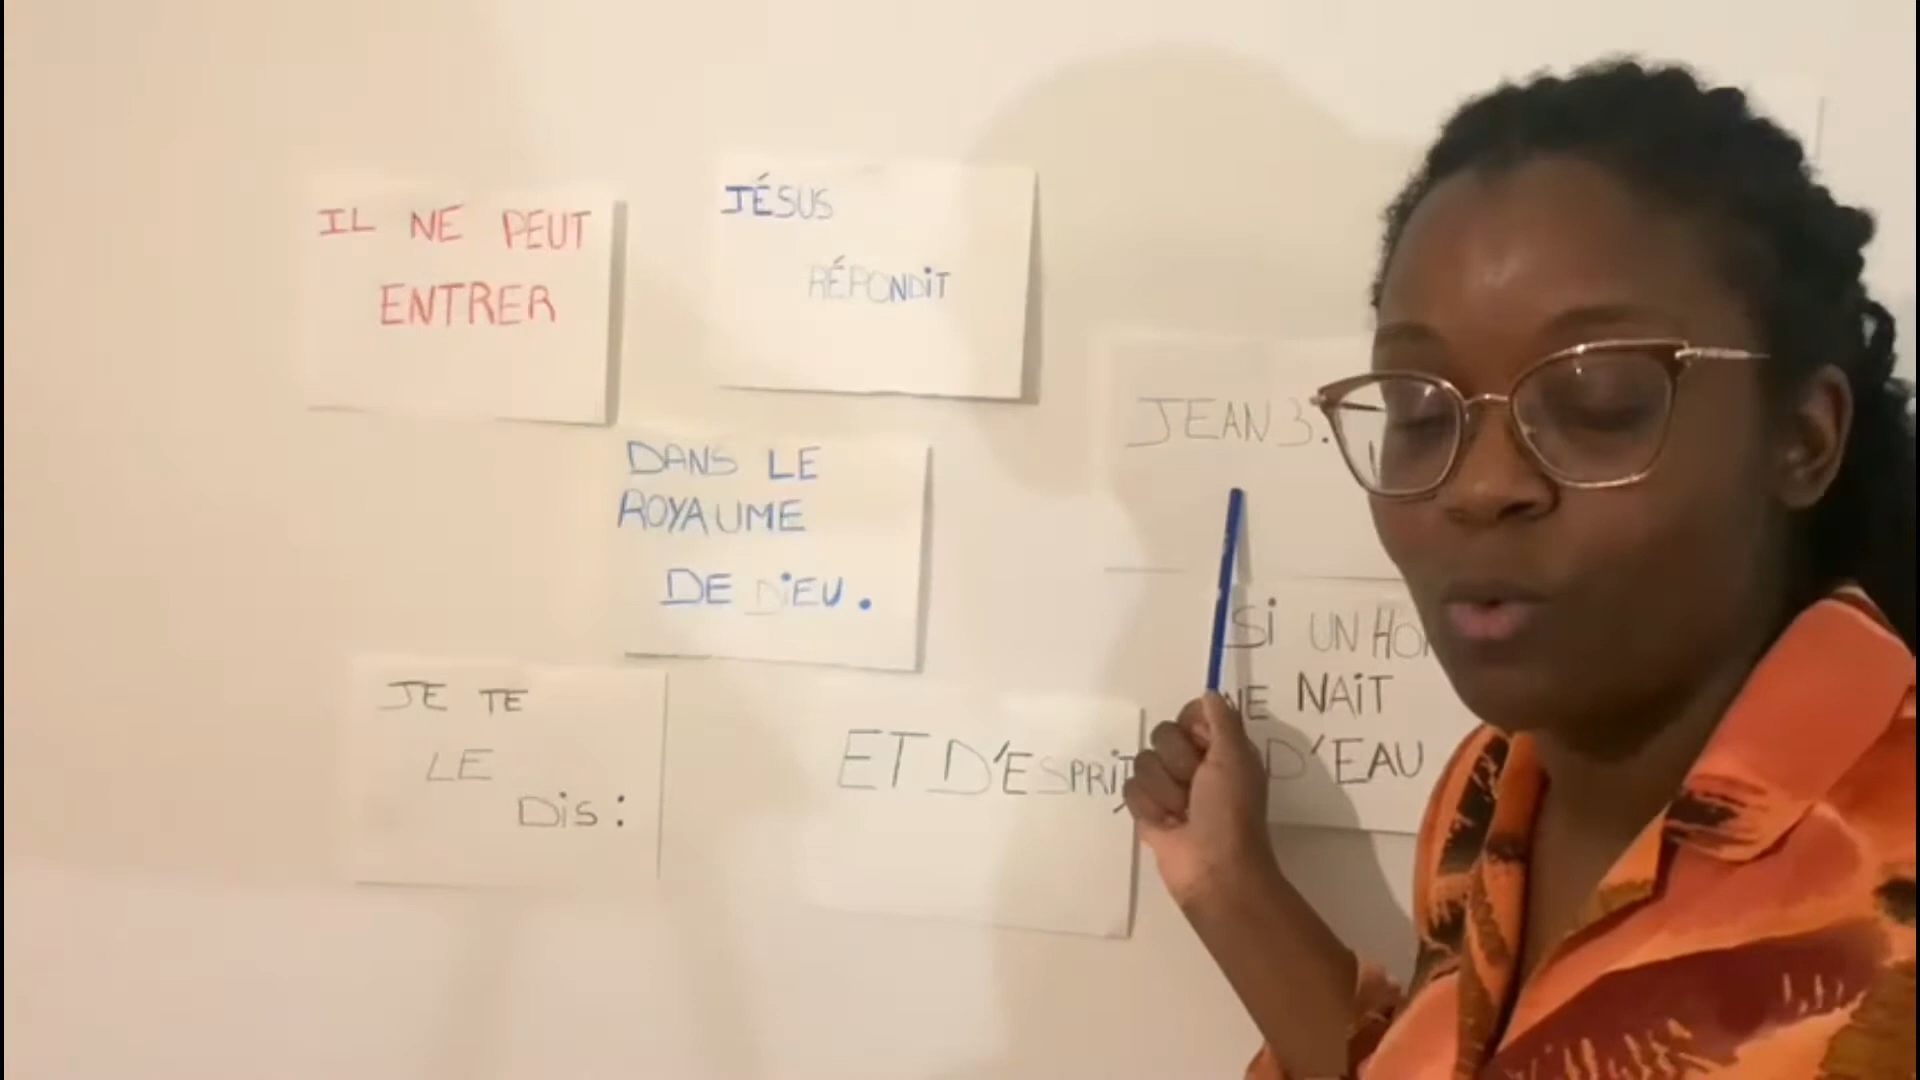 IL NE PEUT
ENTRER
JÉSUS
RÉPONDIT
JEAN 3.
DANS LE
ROYAUME
DE DIEU.
SI UN
NE NAIT
D'EAU
JE TE
LE
DIS:
ET D'ESPRIT